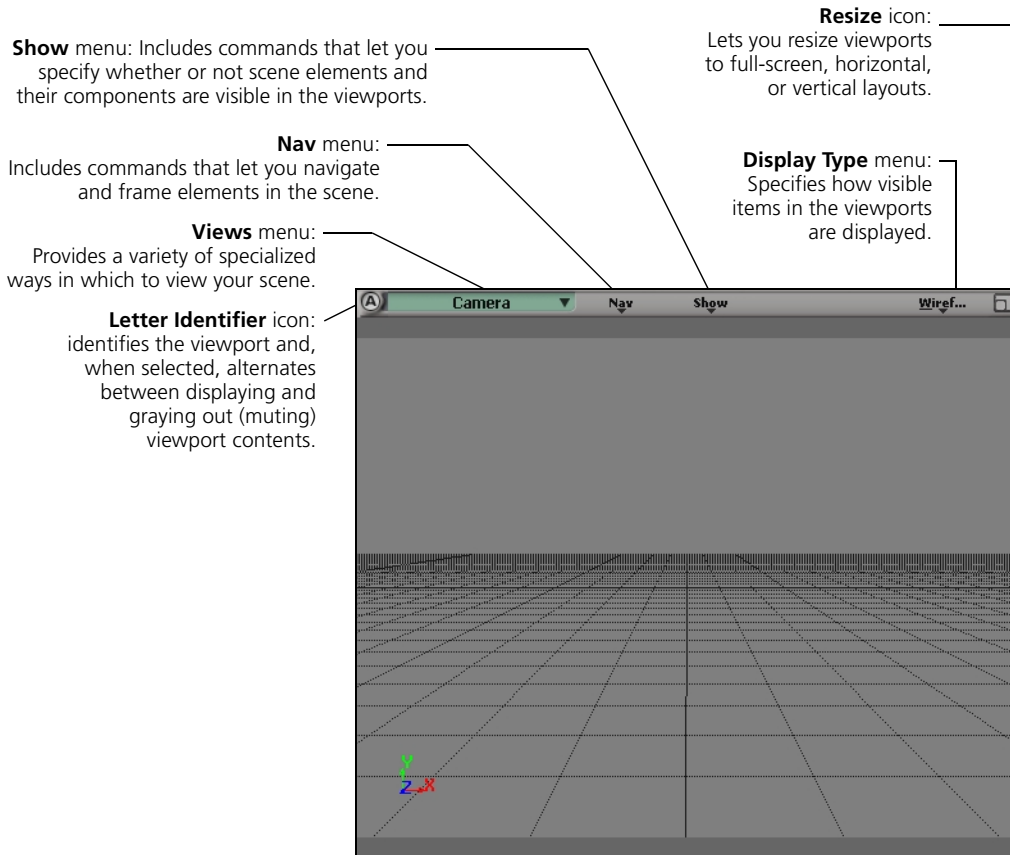 Resize icon:
Lets you resize viewports
to full-screen, horizontal,
or vertical layouts.
Show menu: Includes commands that let you
specify whether or not scene elements and
their components are visible in the viewports.
Nav menu:
Includes commands that let you navigate
and frame elements in the scene.
Display Type menu:
Specifies how visible
items in the viewports
are displayed.
Views menu:
Provides a variety of specialized
ways in which to view your scene.
Letter Identifier icon:
identifies the viewport and,
when selected, alternates
between displaying and
graying out (muting)
viewport contents.
A Camera Nav Show Wiref...
Y
Z X